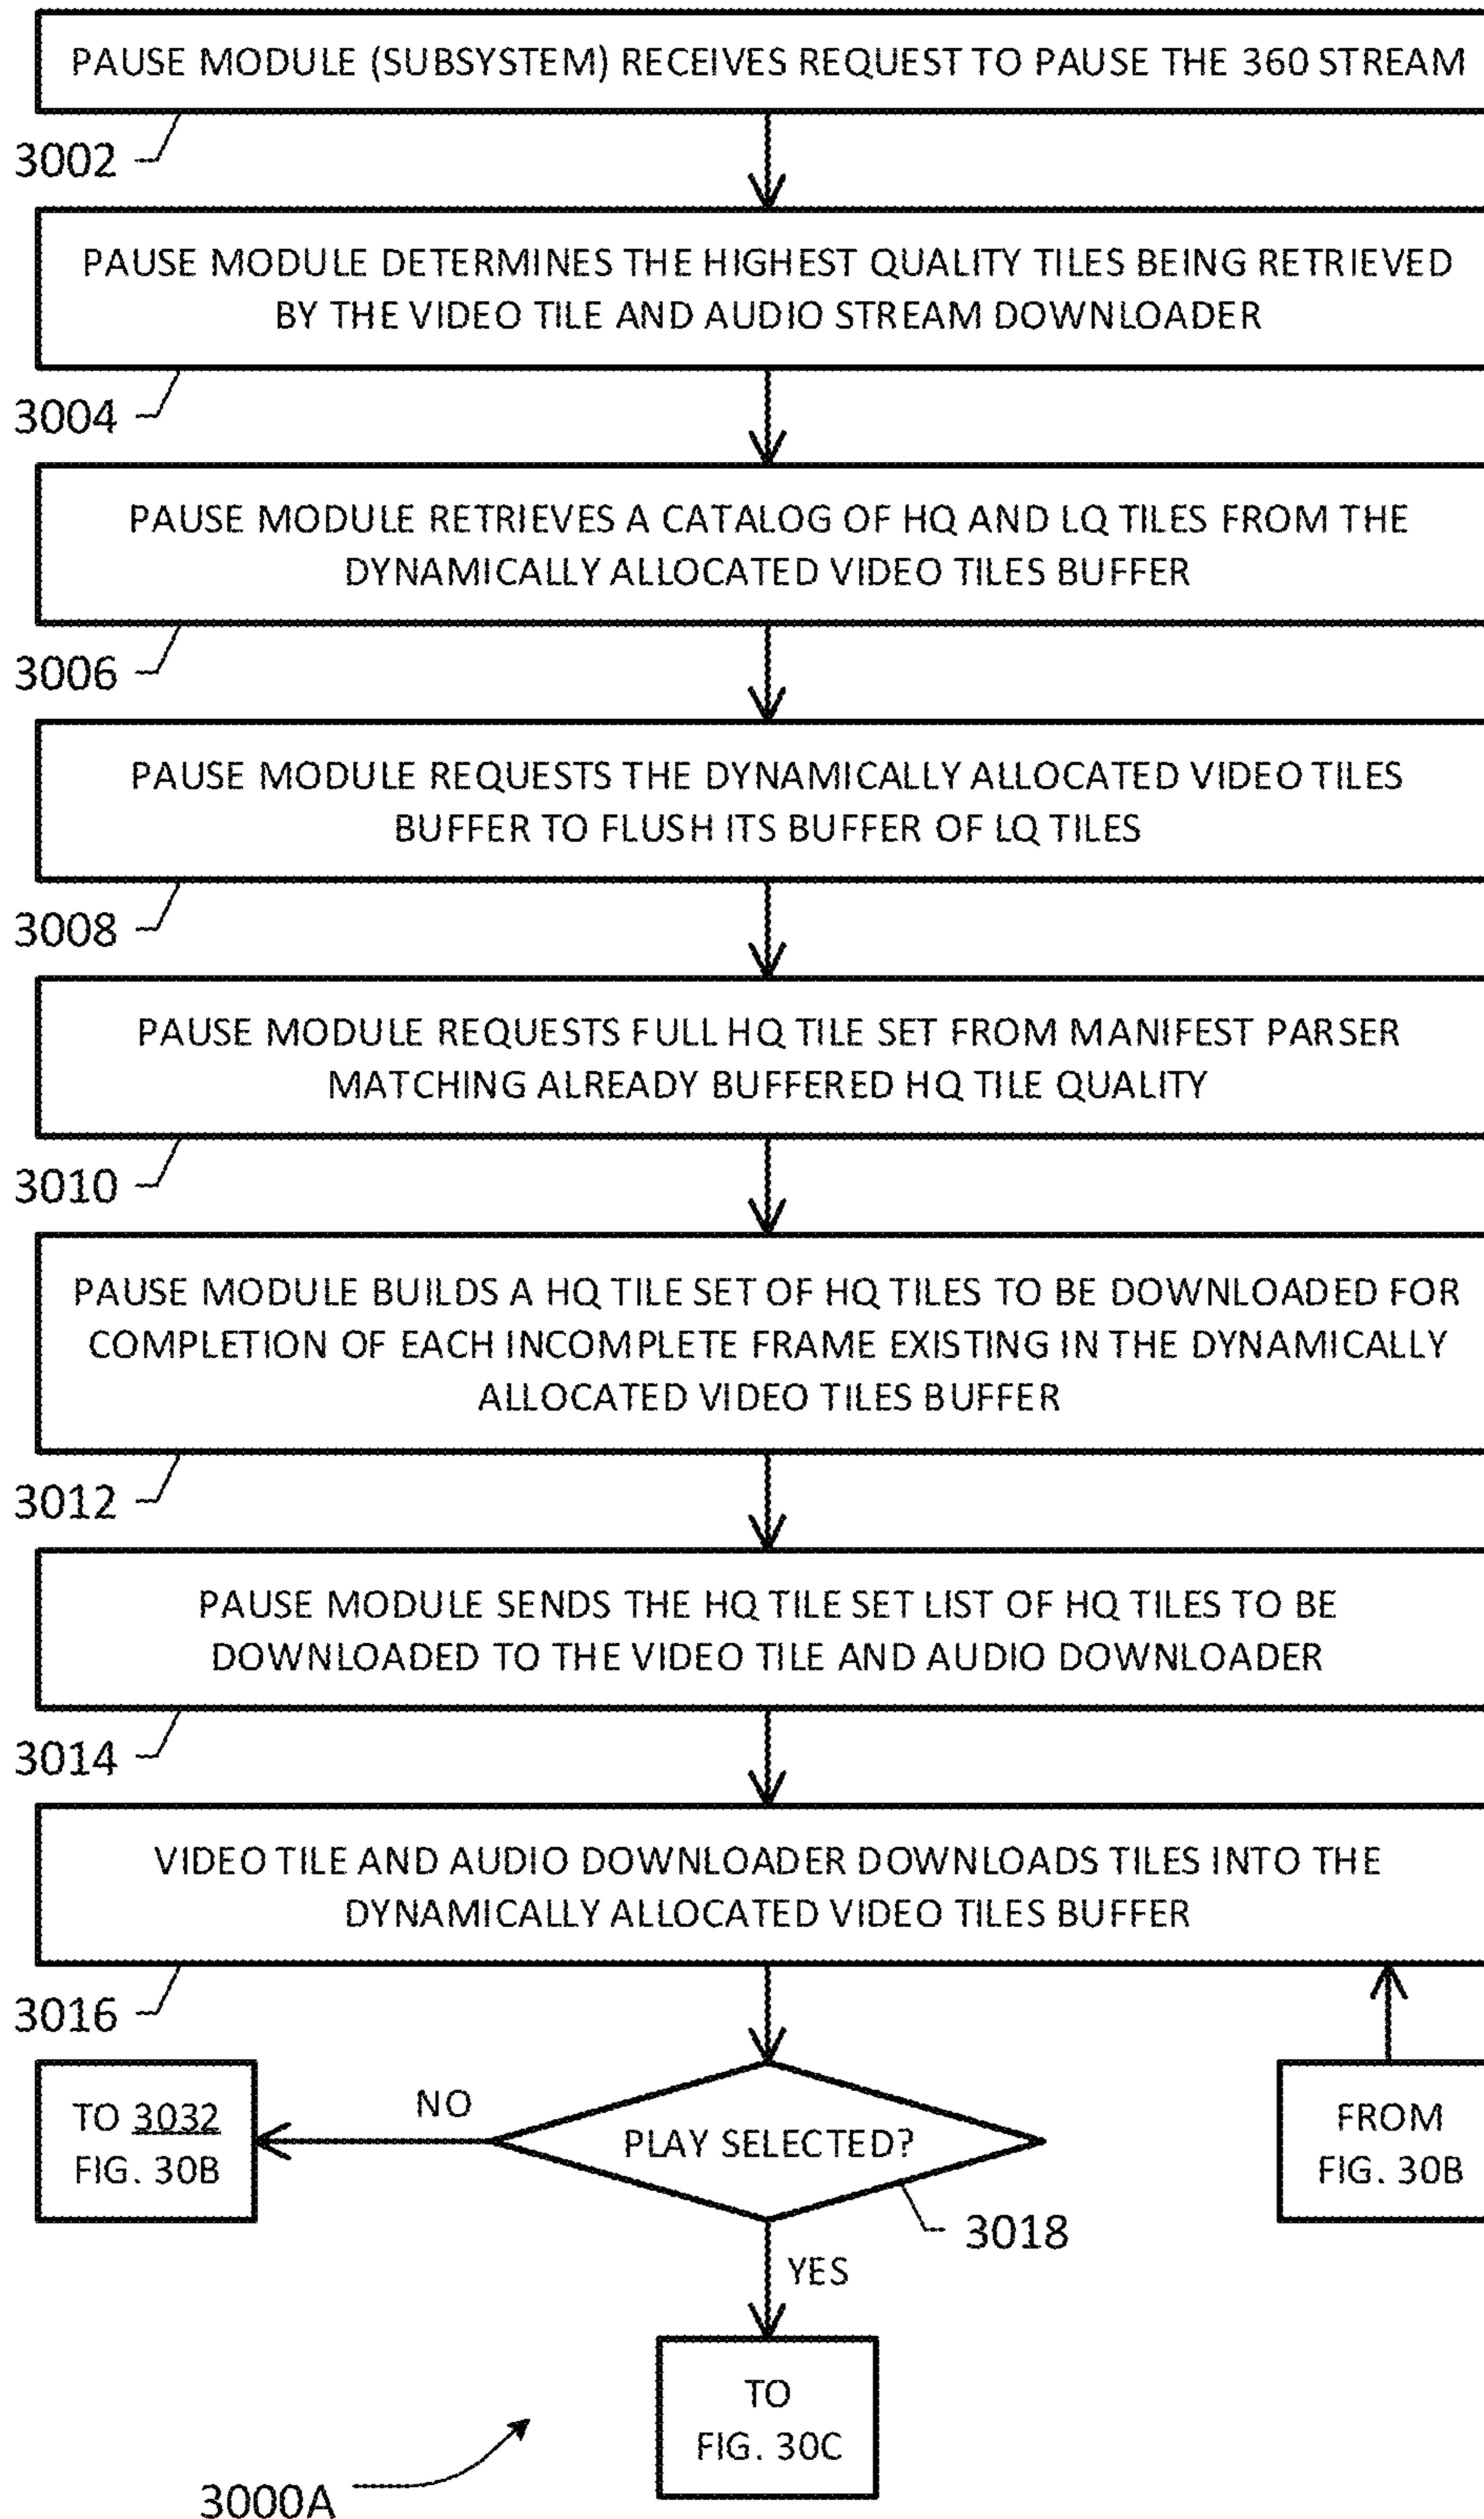 PAUSE MODULE (SUBSYSTEM) RECEIVES REQUEST TO PAUSE THE 360 STREAM
3002
PAUSE MODULE DETERMINES THE HIGHEST QUALITY TILES BEING RETRIEVED
BY THE VIDEO TILE AND AUDIO STREAM DOWNLOADER
3004
PAUSE MODULE RETRIEVES A CATALOG OF HQ AND LQ TILES FROM THE
DYNAMICALLY ALLOCATED VIDEO TILES BUFFER
3006
PAUSE MODULE REQUESTS THE DYNAMICALLY ALLOCATED VIDEO TILES
BUFFER TO FLUSH ITS BUFFER OF LQ TILES
3008
PAUSE MODULE REQUESTS FULL HQ TILE SET FROM MANIFEST PARSER
MATCHING ALREADY BUFFERED HQ TILE QUALITY
3010
PAUSE MODULE BUILDS A HQ TILE SET OF HQ TILES TO BE DOWNLOADED FOR
COMPLETION OF EACH INCOMPLETE FRAME EXISTING IN THE DYNAMICALLY
ALLOCATED VIDEO TILES BUFFER
3012
PAUSE MODULE SENDS THE HQ TILE SET LIST OF HQ TILES TO BE
DOWNLOADED TO THE VIDEO TILE AND AUDIO DOWNLOADER
3014
VIDEO TILE AND AUDIO DOWNLOADER DOWNLOADS TILES INTO THE
DYNAMICALLY ALLOCATED VIDEO TILES BUFFER
3016
TO 3032
FIG. 30B
NO
PLAY SELECTED?
FROM
FIG. 30B
3018
YES
TO
FIG. 30C
3000A